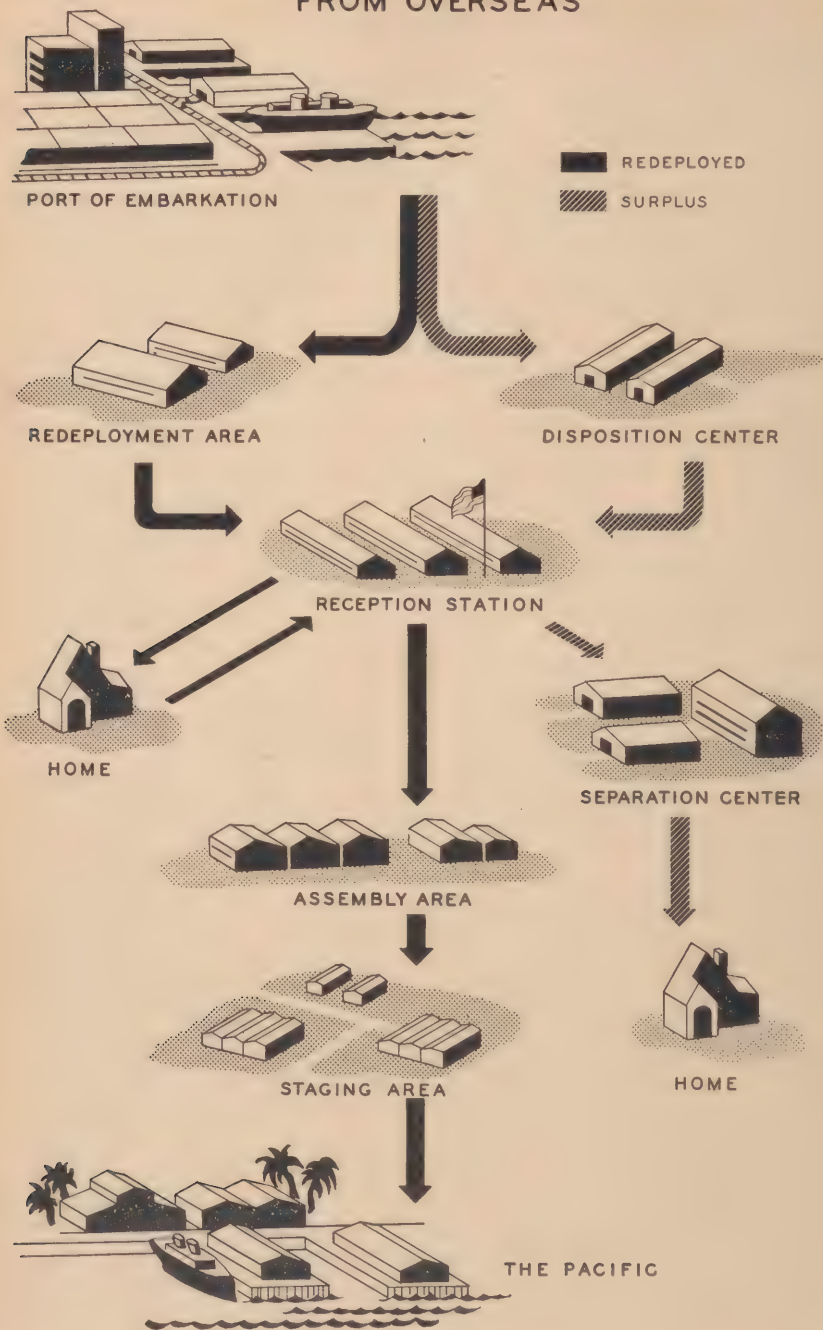 FROM OVERSEAS
PORT OF EMBARKATION
REDEPLOYED
SURPLUS
REDEPLOYMENT AREA
DISPOSITION CENTER
RECEPTION STATION
HOME
SEPARATION CENTER
ASSEMBLY AREA
STAGING AREA
HOME
THE PACIFIC